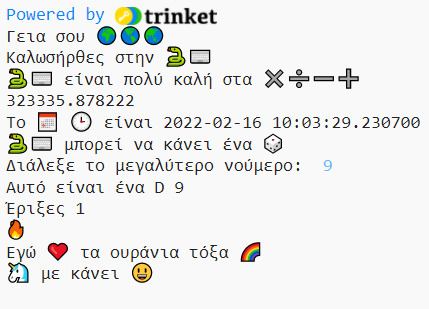 Powered by trinket
Γεια σου 🌍🌎🌏
Καλωσήρθες στην 🐍⌨️
🐍⌨️ είναι πολύ καλή στα ✖️➗➖➕
323335.878222
Το 📅 🕒 είναι 2022-02-16 10:03:29.230700
🐍⌨️ μπορεί να κάνει ένα 🎲
Διάλεξε το μεγαλύτερο νούμερο: 9
Αυτό είναι ένα D 9
Έριξες 1
🔥
Εγώ ❤️ τα ουράνια τόξα 🌈
🦄 με κάνει 😃